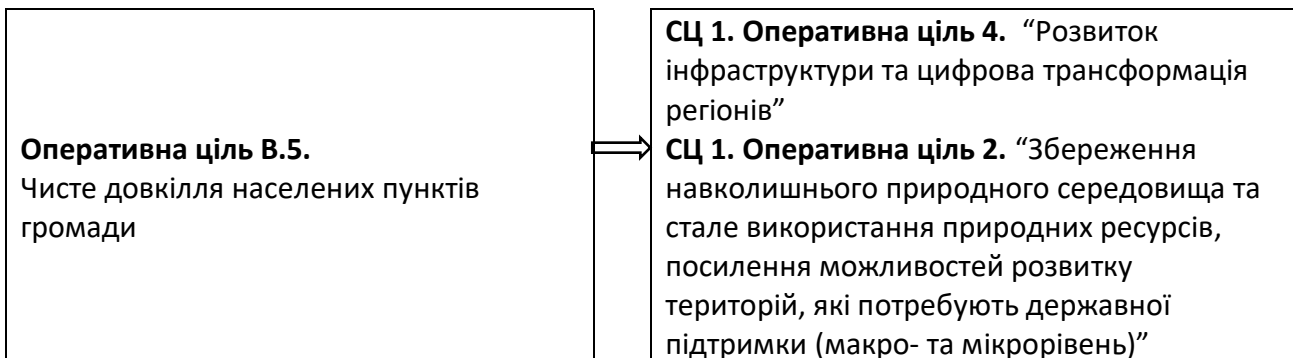 Оперативна ціль В.5.
Чисте довкілля населених пунктів
громади
СЦ 1. Оперативна ціль 4. “Розвиток
інфраструктури та цифрова трансформація
регіонів”
СЦ 1. Оперативна ціль 2. “Збереження
навколишнього природного середовища та
стале використання природних ресурсів,
посилення можливостей розвитку
територій, які потребують державної
підтримки (макро- та мікрорівень)”